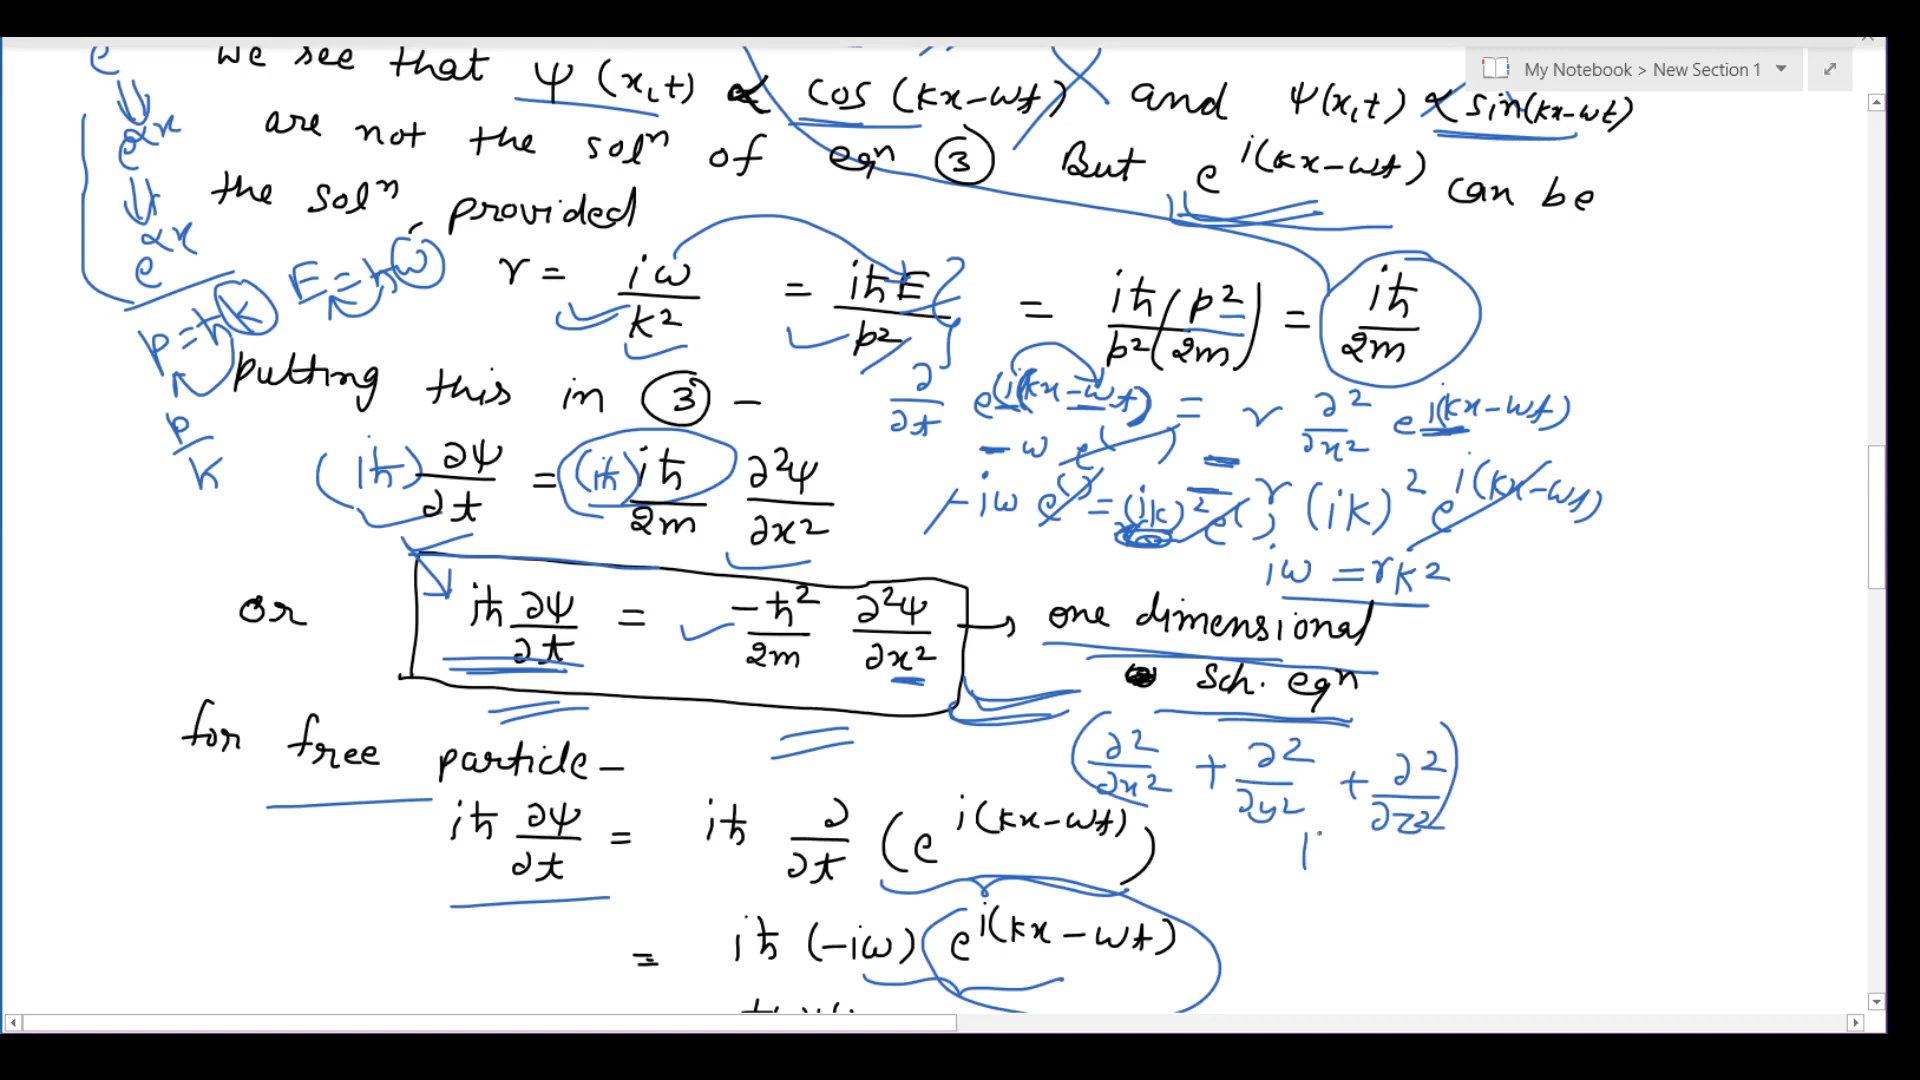 My Notebook > New Section 1
we see that ψ(x,t) ∝ cos(kx-ωt) and ψ(x,t) ∝ sin(kx-ωt)
are not the solⁿ of eqⁿ ③ But e^i(kx-ωt) can be
the solⁿ provided
e^αx
e^αx
p=ħk E=ħω
γ = iω/k² = iħE/p² = iħ/p² (p²/2m) = iħ/2m
putting this in ③ -
p/k
∂/∂t e^i(kx-ωt) = γ ∂²/∂x² e^i(kx-ωt)
-iω e^( ) = (ik)² e^( ) γ (ik)² e^i(kx-ωt)
iω = γk²
(iħ) ∂ψ/∂t = (iħ) iħ/2m ∂²ψ/∂x²
or iħ ∂ψ/∂t = -ħ²/2m ∂²ψ/∂x² → one dimensional
Sch. eqⁿ
for free particle-
(∂²/∂x² + ∂²/∂y² + ∂²/∂z²)
iħ ∂ψ/∂t = iħ ∂/∂t (e^i(kx-ωt))
= iħ (-iω) e^i(kx-ωt)